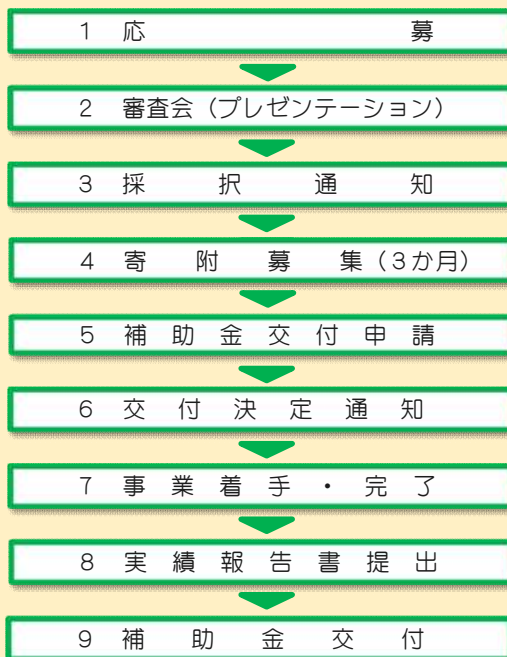 1 応募
2 審査会（プレゼンテーション）
3 採択通知
4 寄附募集（3か月）
5 補助金交付申請
6 交付決定通知
7 事業着手・完了
8 実績報告書提出
9 補助金交付